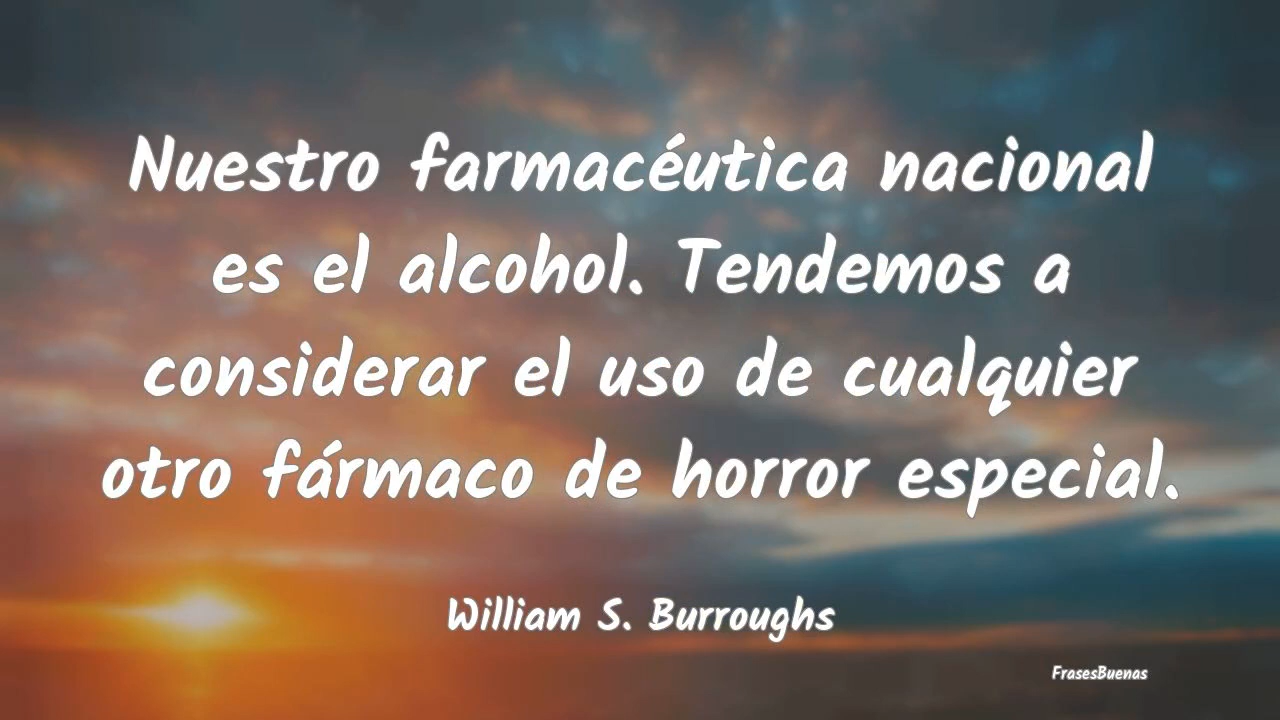 Nuestro farmacéutica nacional
es el alcohol. Tendemos a
considerar el uso de cualquier
otro fármaco de horror especial.
William S. Burroughs
FrasesBuenas